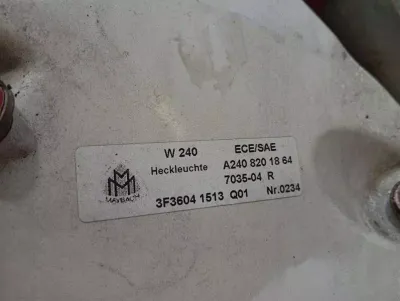 W 240 ECE/SAE
Heckleuchte A240 820 18 64
7035-04 R
MAYBACH
3F3604 1513 Q01 Nr.0234